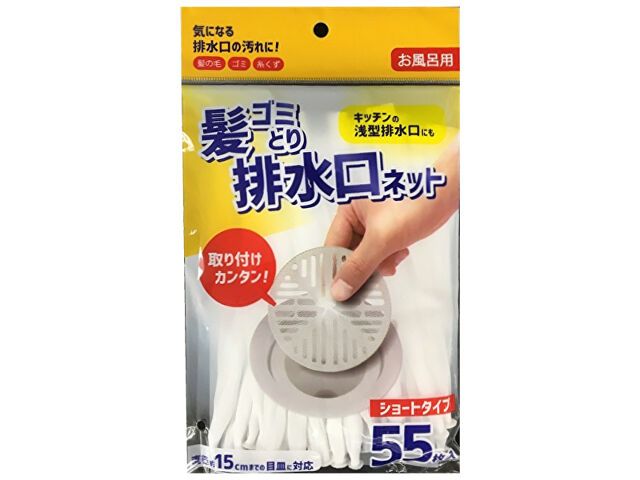 気になる
排水口の汚れに!
髪の毛 ゴミ 糸くず
お風呂用
髪ゴミとり
排水口ネット
キッチンの
浅型排水口にも
取り付け
カンタン!
ショートタイプ
55枚入
約15cmまでの目皿に対応